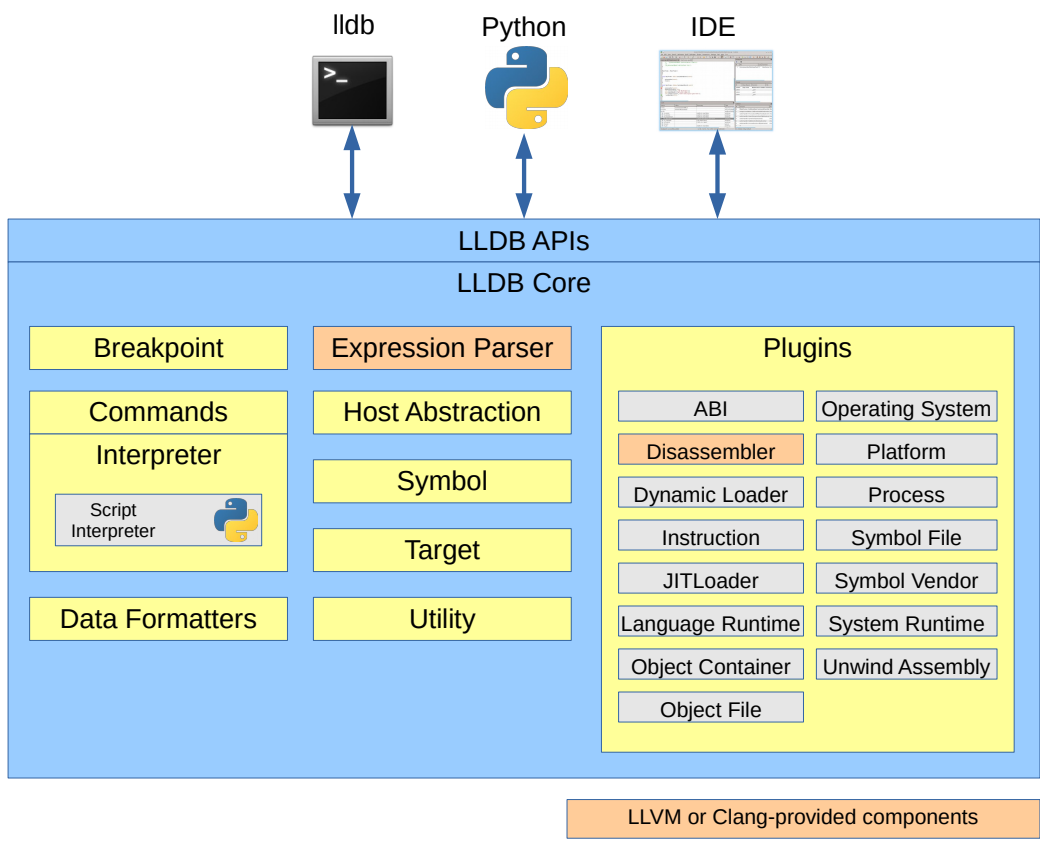 lldb
Python
IDE
>_
LLDB APIs
LLDB Core
Breakpoint
Commands
Interpreter
Script
Interpreter
Data Formatters
Expression Parser
Host Abstraction
Symbol
Target
Utility
Plugins
ABI
Disassembler
Dynamic Loader
Instruction
JITLoader
Language Runtime
Object Container
Object File
Operating System
Platform
Process
Symbol File
Symbol Vendor
System Runtime
Unwind Assembly
LLVM or Clang-provided components